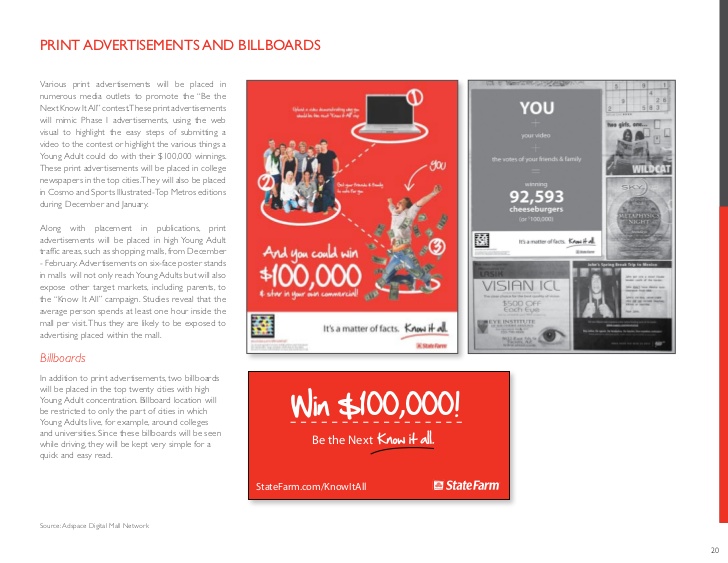 PRINT ADVERTISEMENTS AND BILLBOARDS
Various print advertisements will be placed in
numerous media outlets to promote the “Be the
Next Know It All” contest. These print advertisements
will mimic Phase I advertisements, using the web
visual to highlight the easy steps of submitting a
video to the contest or highlight the various things a
Young Adult could do with their $100,000 winnings.
These print advertisements will be placed in college
newspapers in the top cities. They will also be placed
in Cosmo and Sports Illustrated-Top Metros editions
during December and January.
Along with placement in publications, print
advertisements will be placed in high Young Adult
traffic areas, such as shopping malls, from December
- February. Advertisements on six-face poster stands
in malls will not only reach Young Adults but will also
expose other target markets, including parents, to
the “Know It All” campaign. Studies reveal that the
average person spends at least one hour inside the
mall per visit. Thus they are likely to be exposed to
advertising placed within the mall.
Billboards
In addition to print advertisements, two billboards
will be placed in the top twenty cities with high
Young Adult concentration. Billboard location will
be restricted to only the part of cities in which
Young Adults live, for example, around colleges
and universities. Since these billboards will be seen
while driving, they will be kept very simple for a
quick and easy read.
Source: Adspace Digital Mall Network
1
2
YOU
3
And you could win
$100,000
& star in your own commercial!
It's a matter of facts. Know it all.
State Farm
YOU
+
your video
+
the votes of your friends & family
winning
92,593
cheeseburgers
(or $100,000)
It's a matter of facts. Know it all.
StateFarm
WILDCAT
METAPHYSICS
NIGHT
LASIK
VISIAN ICL
$500 OFF
Each Eye
EYE INSTITUTE
Win $100,000!
Be the Next Know it all.
StateFarm.com/KnowItAll
State Farm
20